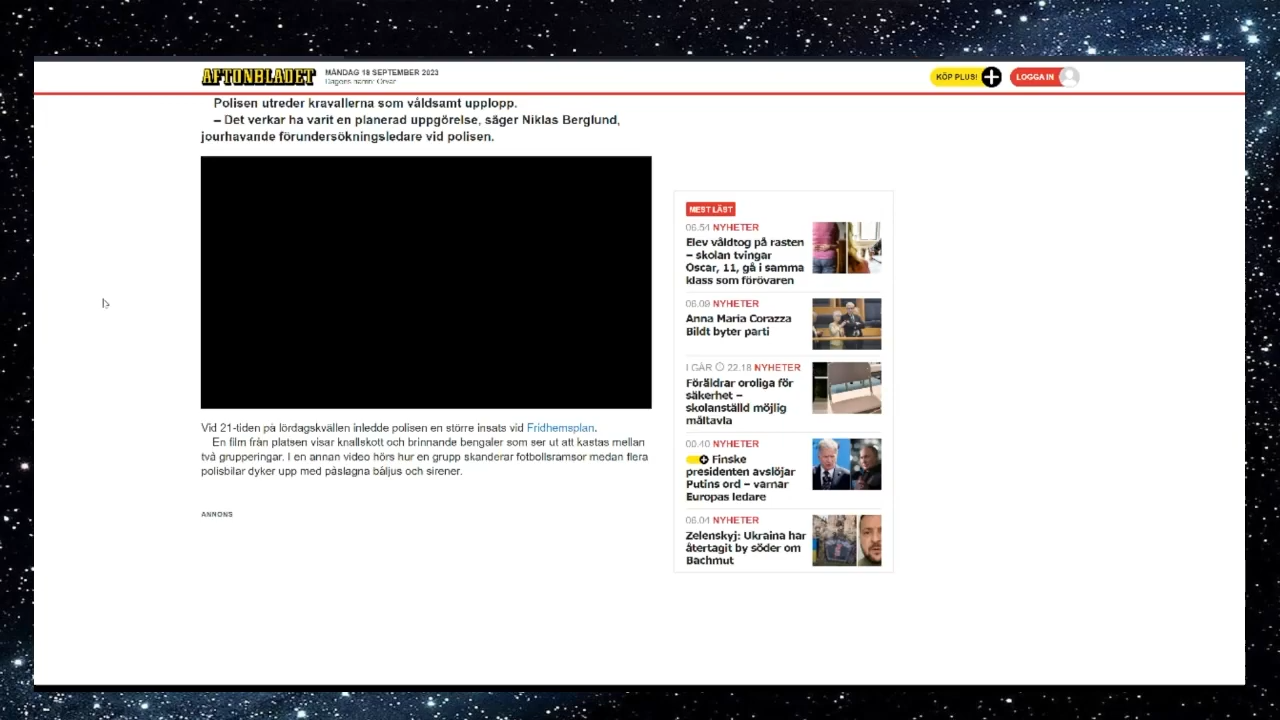 AFTONBLADET
MÅNDAG 18 SEPTEMBER 2023
Dagens namn: Orvar
KÖP PLUS!
LOGGA IN
Polisen utreder kravallerna som våldsamt upplopp.
– Det verkar ha varit en planerad uppgörelse, säger Niklas Berglund,
jourhavande förundersökningsledare vid polisen.
Vid 21-tiden på lördagskvällen inledde polisen en större insats vid Fridhemsplan.
En film från platsen visar knallskott och brinnande bengaler som ser ut att kastas mellan
två grupperingar. I en annan video hörs hur en grupp skanderar fotbollsramsor medan flera
polisbilar dyker upp med påslagna blåljus och sirener.
ANNONS
MEST LÄST
06.54 NYHETER
Elev våldtog på rasten
– skolan tvingar
Oscar, 11, gå i samma
klass som förövaren
06.09 NYHETER
Anna Maria Corazza
Bildt byter parti
I GÅR 22.18 NYHETER
Föräldrar oroliga för
säkerhet –
skolanställd möjlig
måltavla
00.40 NYHETER
Finske
presidenten avslöjar
Putins ord – varnar
Europas ledare
06.04 NYHETER
Zelenskyj: Ukraina har
återtagit by söder om
Bachmut